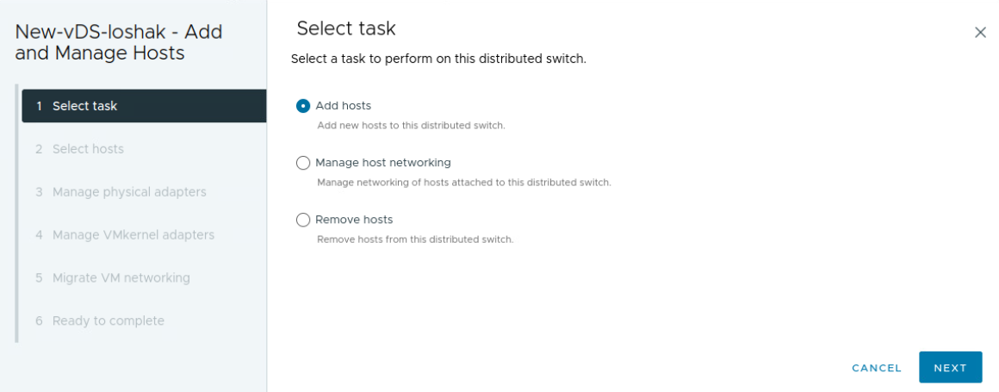 New-vDS-loshak - Add
and Manage Hosts
1 Select task
2 Select hosts
3 Manage physical adapters
4 Manage VMkernel adapters
5 Migrate VM networking
6 Ready to complete
Select task
Select a task to perform on this distributed switch.
Add hosts
Add new hosts to this distributed switch.
Manage host networking
Manage networking of hosts attached to this distributed switch.
Remove hosts
Remove hosts from this distributed switch.
CANCEL
NEXT